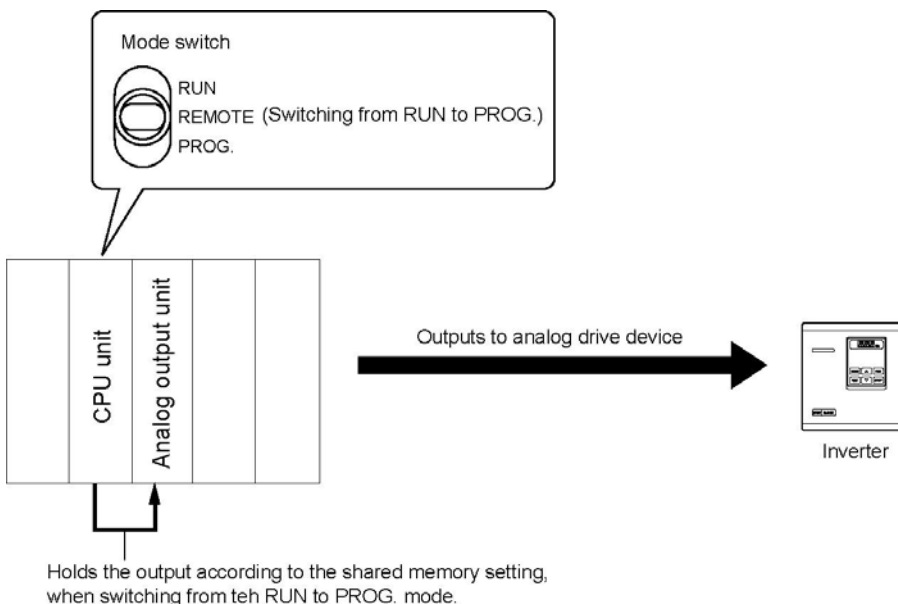 Mode switch
RUN
REMOTE (Switching from RUN to PROG.)
PROG.
CPU unit
Analog output unit
Outputs to analog drive device
Inverter
Holds the output according to the shared memory setting,
when switching from teh RUN to PROG. mode.